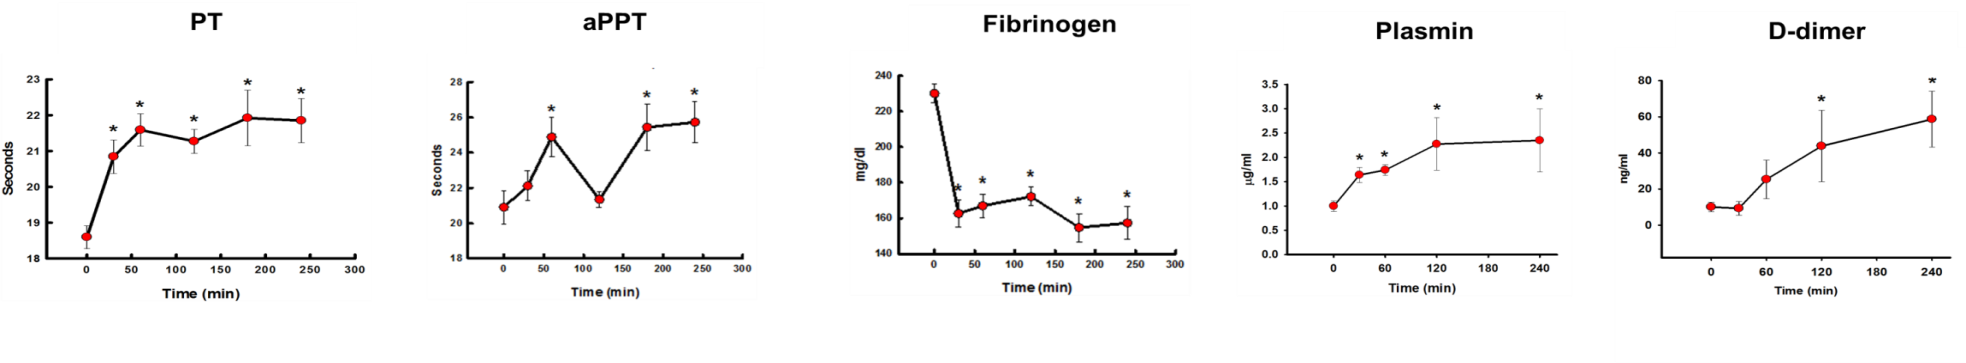 PT
aPPT
Fibrinogen
Plasmin
D-dimer
Seconds
23
22
21
20
19
18
* * * * *
0 50 100 150 200 250 300
Time (min)
Seconds
28
26
24
22
20
18
* * *
0 50 100 150 200 250 300
Time (min)
mg/dl
240
220
200
180
160
140
* * * * *
0 50 100 150 200 250 300
Time (min)
µg/ml
3.5
3.0
2.5
2.0
1.5
1.0
0.5
0.0
* * * *
0 60 120 180 240
Time (min)
ng/ml
80
60
40
20
0
* *
0 60 120 180 240
Time (min)